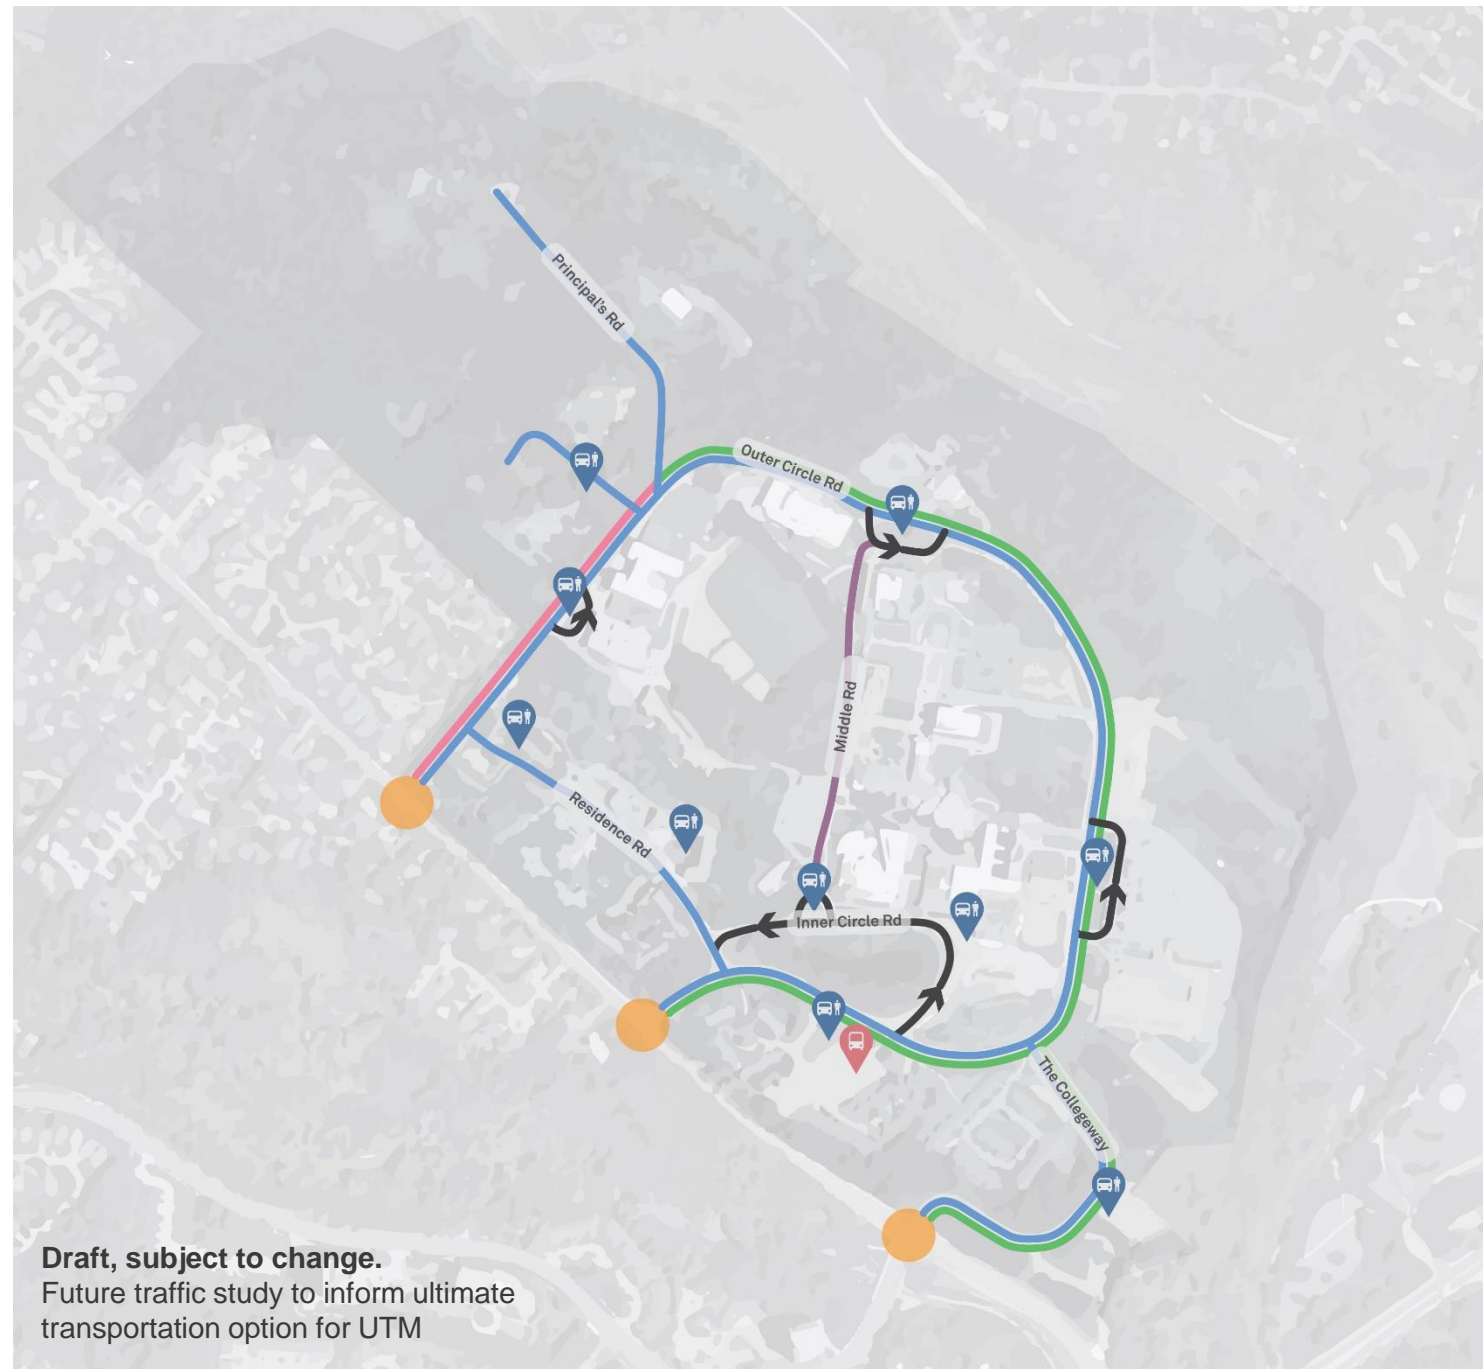 Principal's Rd
Outer Circle Rd
Middle Rd
Residence Rd
Inner Circle Rd
The Collegeway
Draft, subject to change.
Future traffic study to inform ultimate
transportation option for UTM